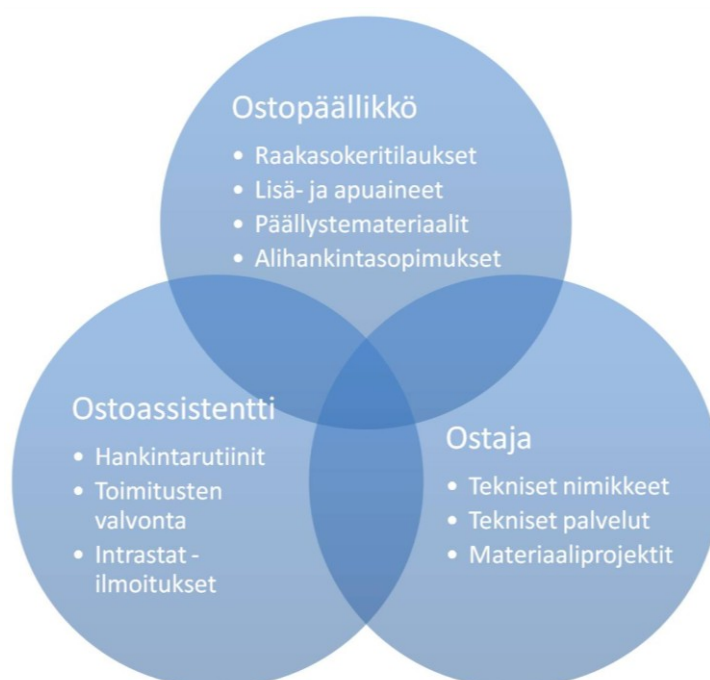 Ostopäällikkö
• Raakasokeritilaukset
• Lisä- ja apuaineet
• Päällystemateriaalit
• Alihankintasopimukset
Ostoassistentti
• Hankintarutiinit
• Toimitusten
valvonta
• Intrastat -
ilmoitukset
Ostaja
• Tekniset nimikkeet
• Tekniset palvelut
• Materiaaliprojektit